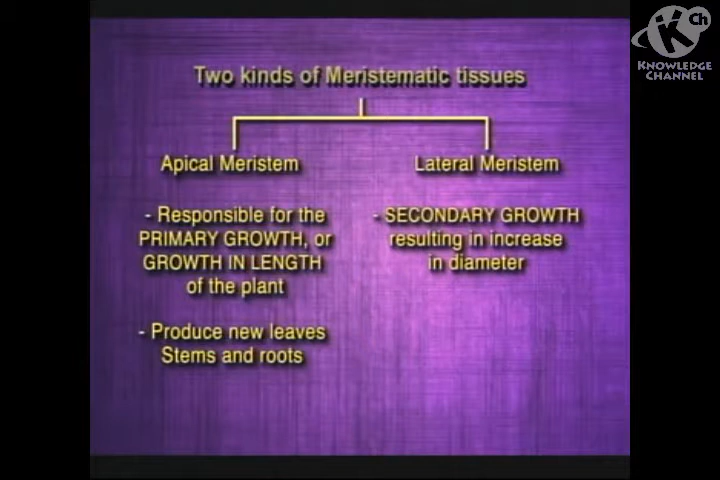 Ch
K
KNOWLEDGE
CHANNEL
Two kinds of Meristematic tissues
Apical Meristem
- Responsible for the
PRIMARY GROWTH, or
GROWTH IN LENGTH
of the plant
- Produce new leaves
Stems and roots
Lateral Meristem
- SECONDARY GROWTH
resulting in increase
in diameter